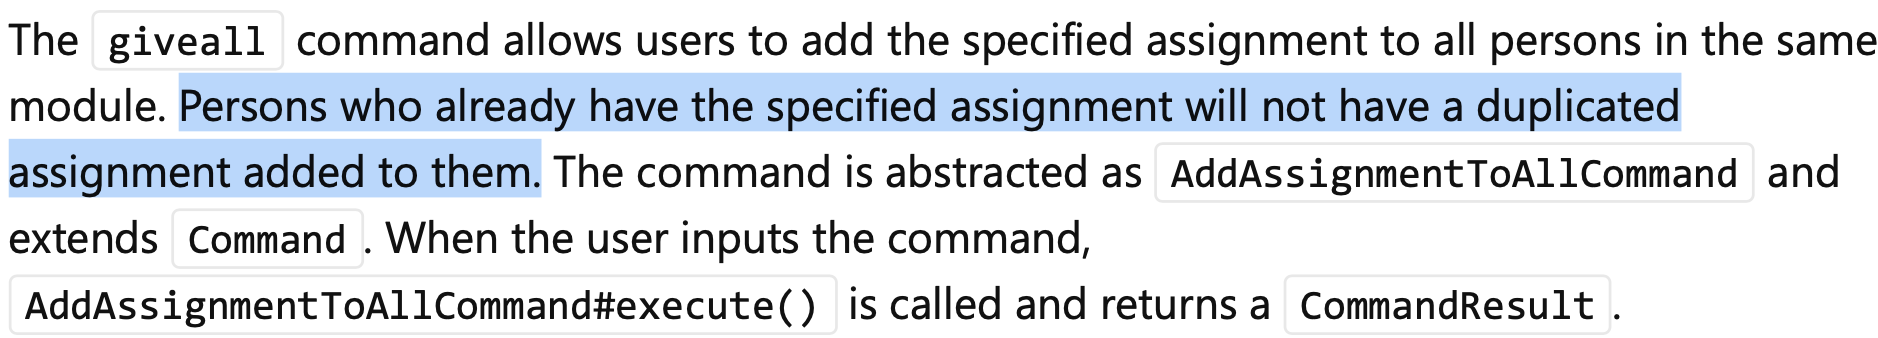 The giveall command allows users to add the specified assignment to all persons in the same
module. Persons who already have the specified assignment will not have a duplicated
assignment added to them. The command is abstracted as AddAssignmentToAllCommand and
extends Command. When the user inputs the command,
AddAssignmentToAllCommand#execute() is called and returns a CommandResult.